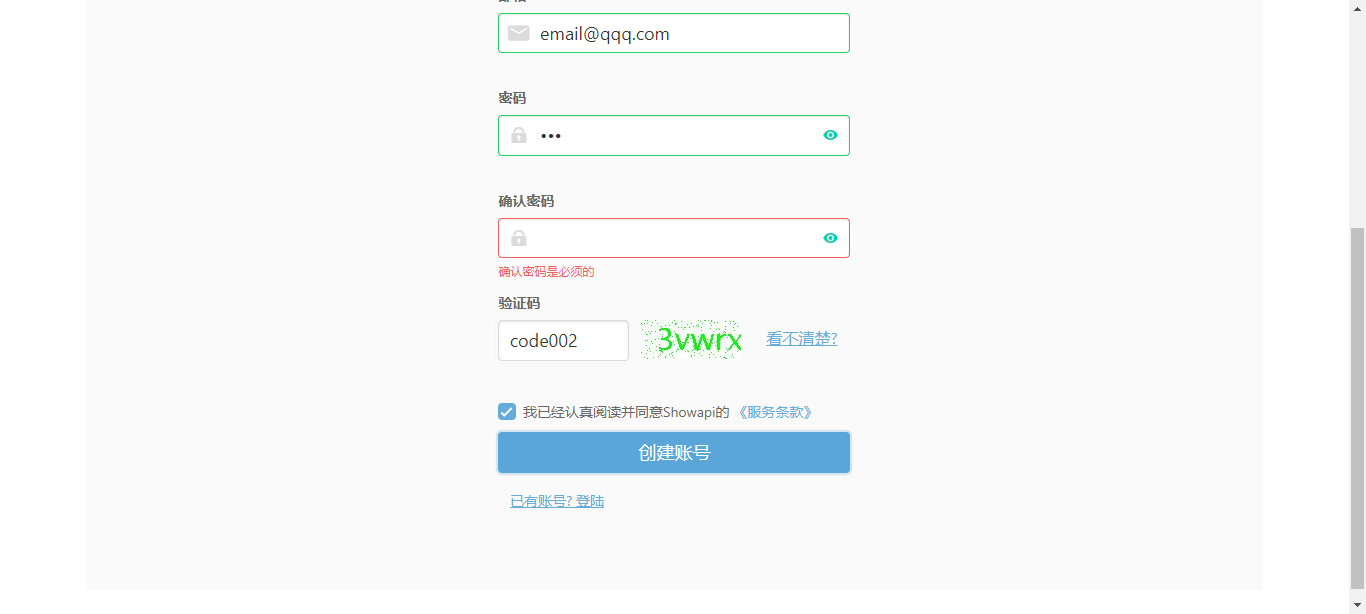 email@qqq.com
密码
•••
确认密码
确认密码是必须的
验证码
code002 3vwrx 看不清楚?
我已经认真阅读并同意Showapi的 《服务条款》
创建账号
已有账号? 登陆